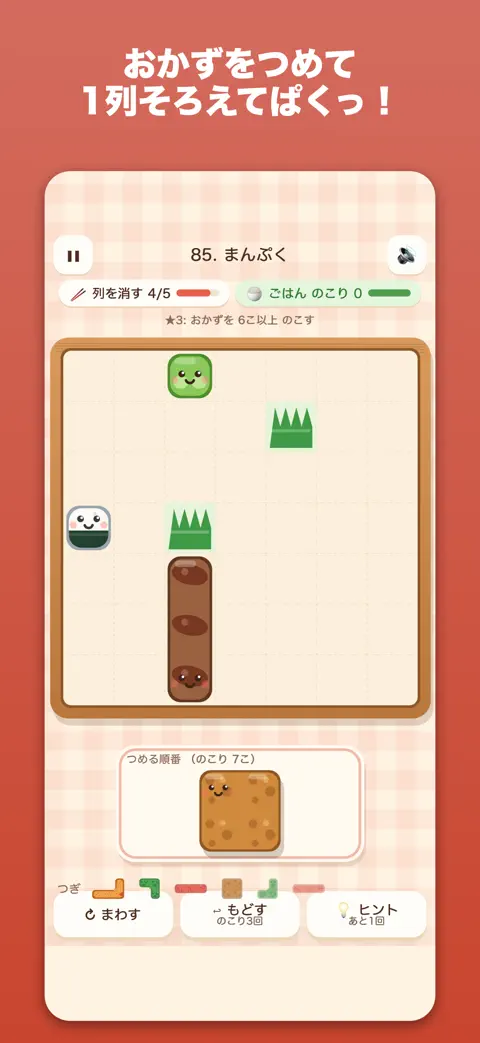 おかずをつめて
1列そろえてぱくっ！
85. まんぷく
列を消す 4/5
ごはん のこり 0
★3: おかずを 6こ以上 のこす
つめる順番 （のこり 7こ）
つぎ
↻ まわす
もどす
のこり3回
ヒント
あと1回